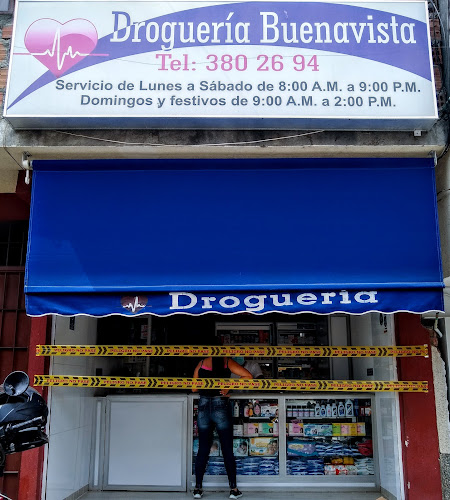 Droguería Buenavista
Tel: 380 26 94
Servicio de Lunes a Sábado de 8:00 A.M. a 9:00 P.M.
Domingos y festivos de 9:00 A.M. a 2:00 P.M.
Droguería